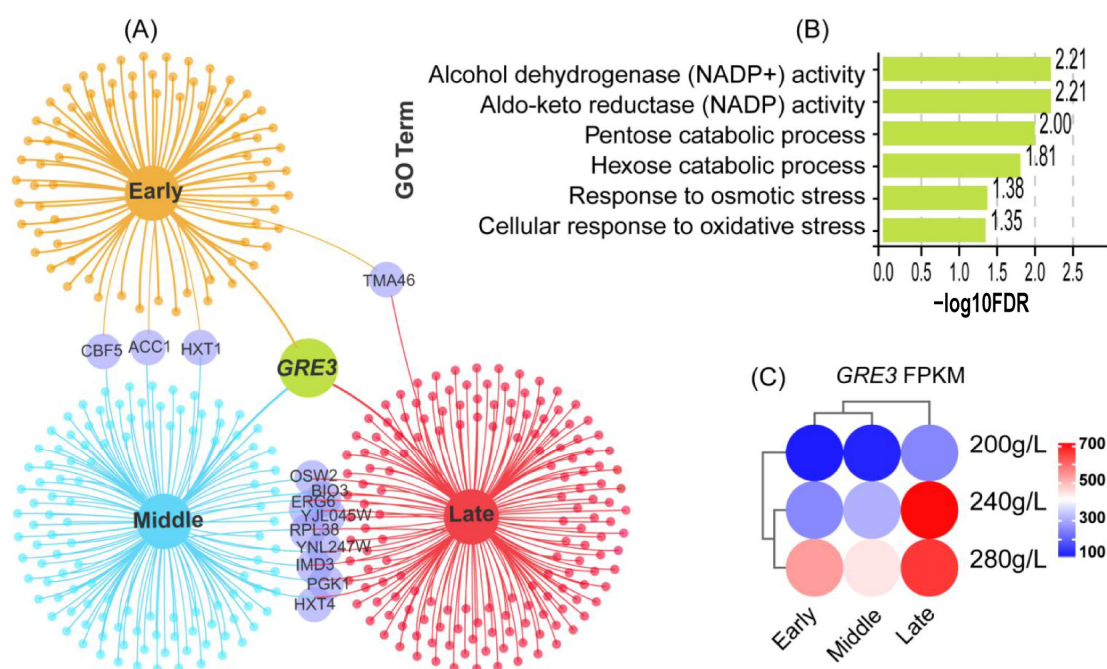 (A)
Early
TMA46
CBF5
ACC1
HXT1
GRE3
Middle
Late
OSW2
BIO3
ERG6
YJL045W
RPL38
YNL247W
IMD3
PGK1
HXT4
(B)
GO Term
Alcohol dehydrogenase (NADP+) activity 2.21
Aldo-keto reductase (NADP) activity 2.21
Pentose catabolic process 2.00
Hexose catabolic process 1.81
Response to osmotic stress 1.38
Cellular response to oxidative stress 1.35
0.0 0.5 1.0 1.5 2.0 2.5
−log10FDR
(C)
GRE3 FPKM
200g/L
240g/L
280g/L
700
500
300
100
Early Middle Late